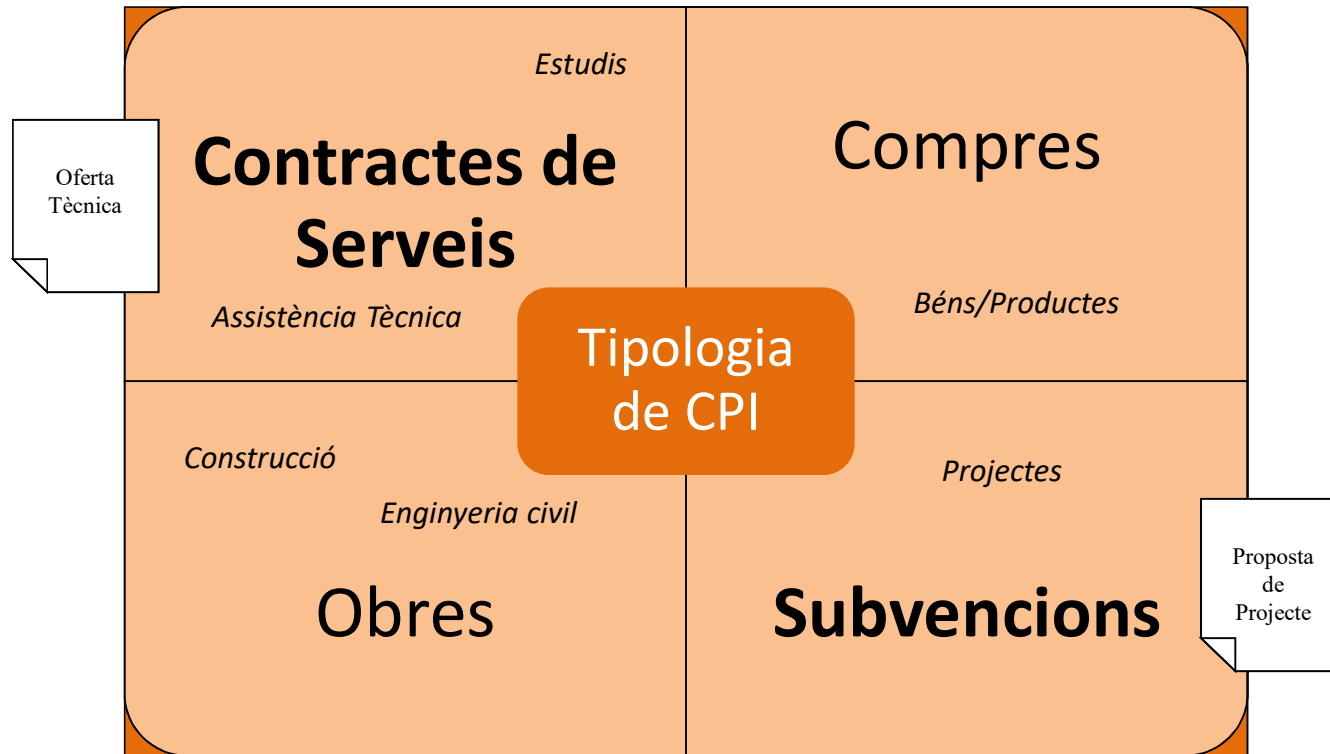 Estudis
Contractes de
Serveis
Assistència Tècnica
Oferta
Tècnica
Compres
Béns/Productes
Tipologia
de CPI
Construcció
Enginyeria civil
Obres
Projectes
Subvencions
Proposta
de
Projecte